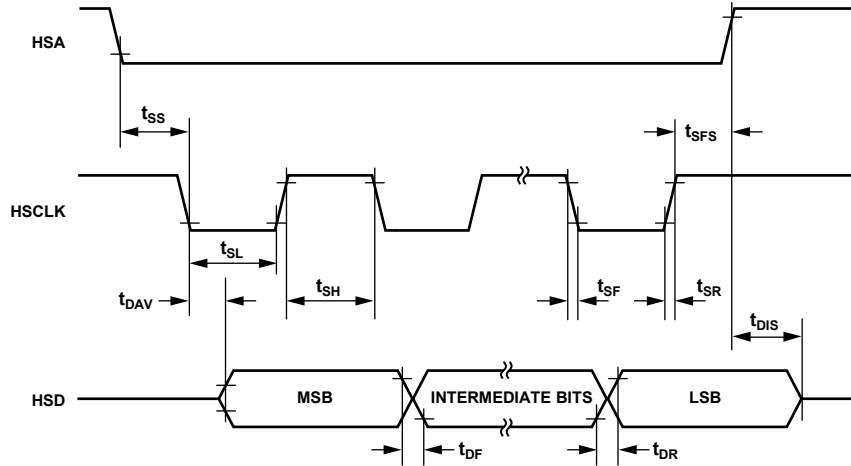 HSA
tSS
tSFS
HSCLK
tSL
tDAV
tSH
tSF
tSR
tDIS
HSD
MSB
INTERMEDIATE BITS
LSB
tDF
tDR